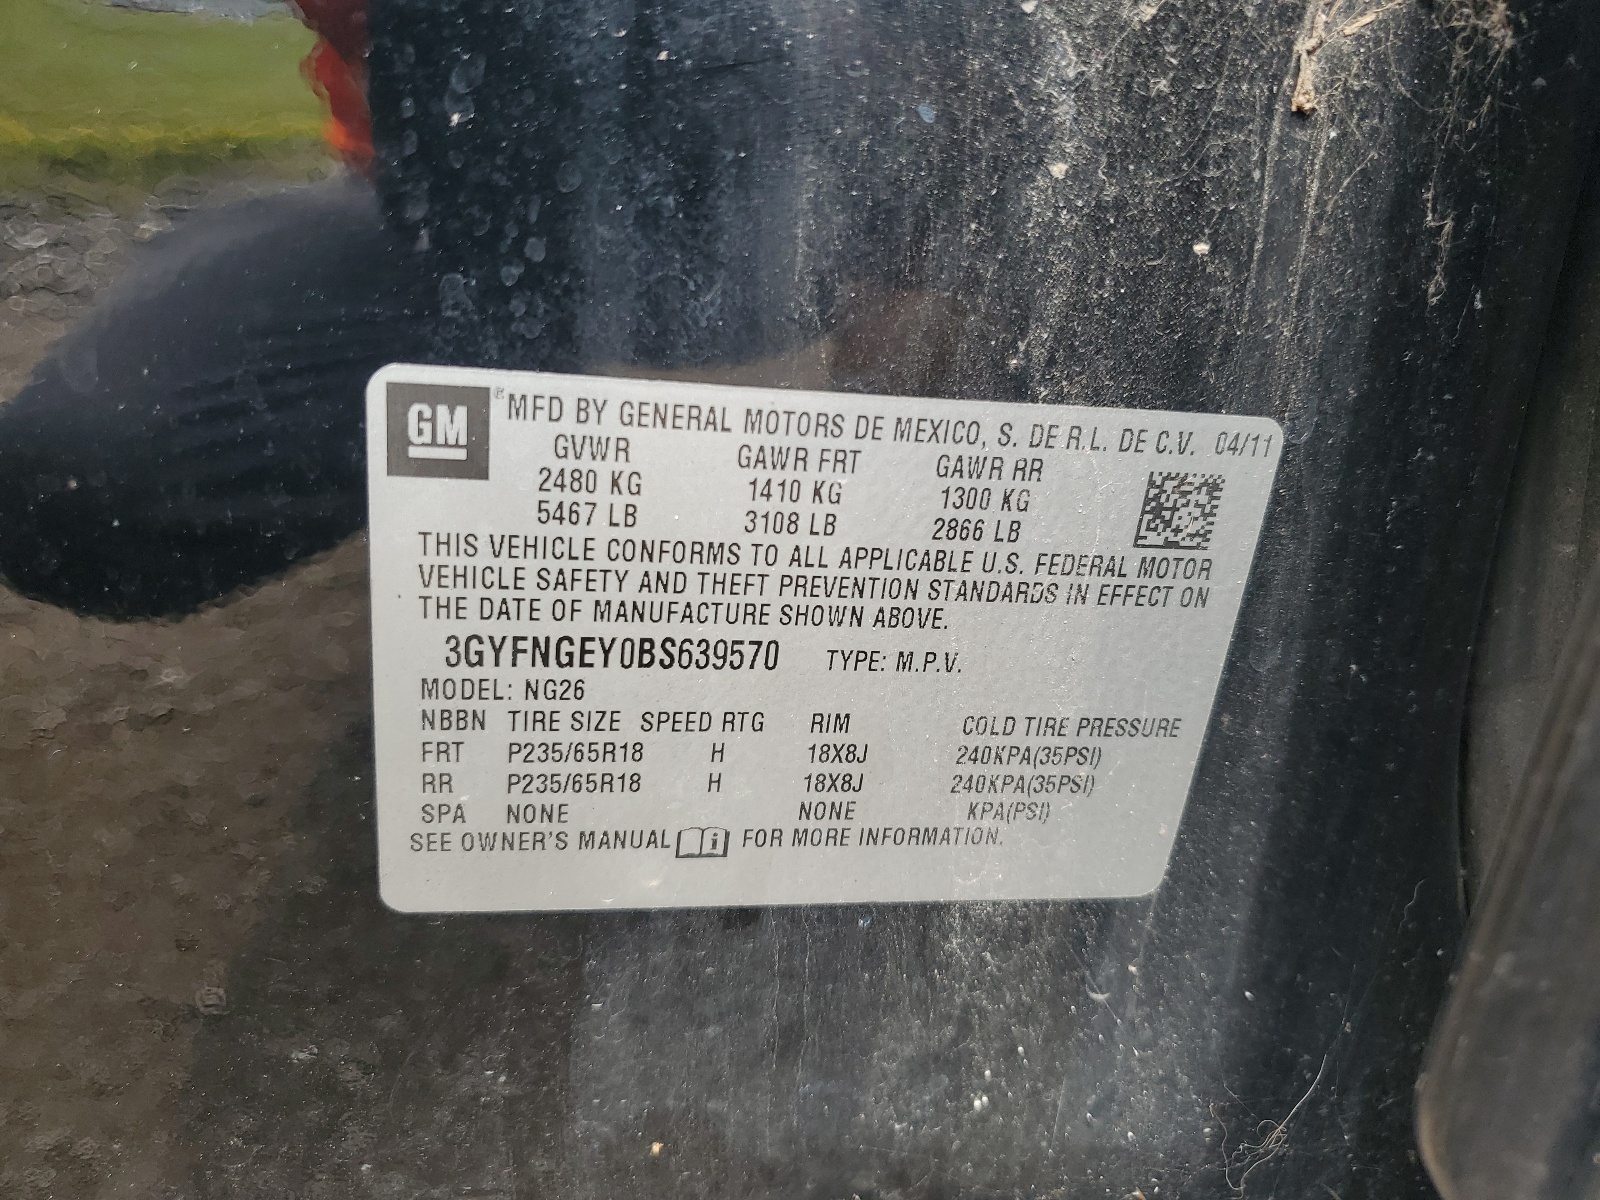 GM ® MFD BY GENERAL MOTORS DE MEXICO, S. DE R.L. DE C.V. 04/11
GVWR GAWR FRT GAWR RR
2480 KG 1410 KG 1300 KG
5467 LB 3108 LB 2866 LB
THIS VEHICLE CONFORMS TO ALL APPLICABLE U.S. FEDERAL MOTOR
VEHICLE SAFETY AND THEFT PREVENTION STANDARDS IN EFFECT ON
THE DATE OF MANUFACTURE SHOWN ABOVE.
3GYFNGEY0BS639570 TYPE: M.P.V.
MODEL: NG26
NBBN TIRE SIZE SPEED RTG RIM COLD TIRE PRESSURE
FRT P235/65R18 H 18X8J 240KPA(35PSI)
RR P235/65R18 H 18X8J 240KPA(35PSI)
SPA NONE NONE KPA(PSI)
SEE OWNER'S MANUAL i FOR MORE INFORMATION.